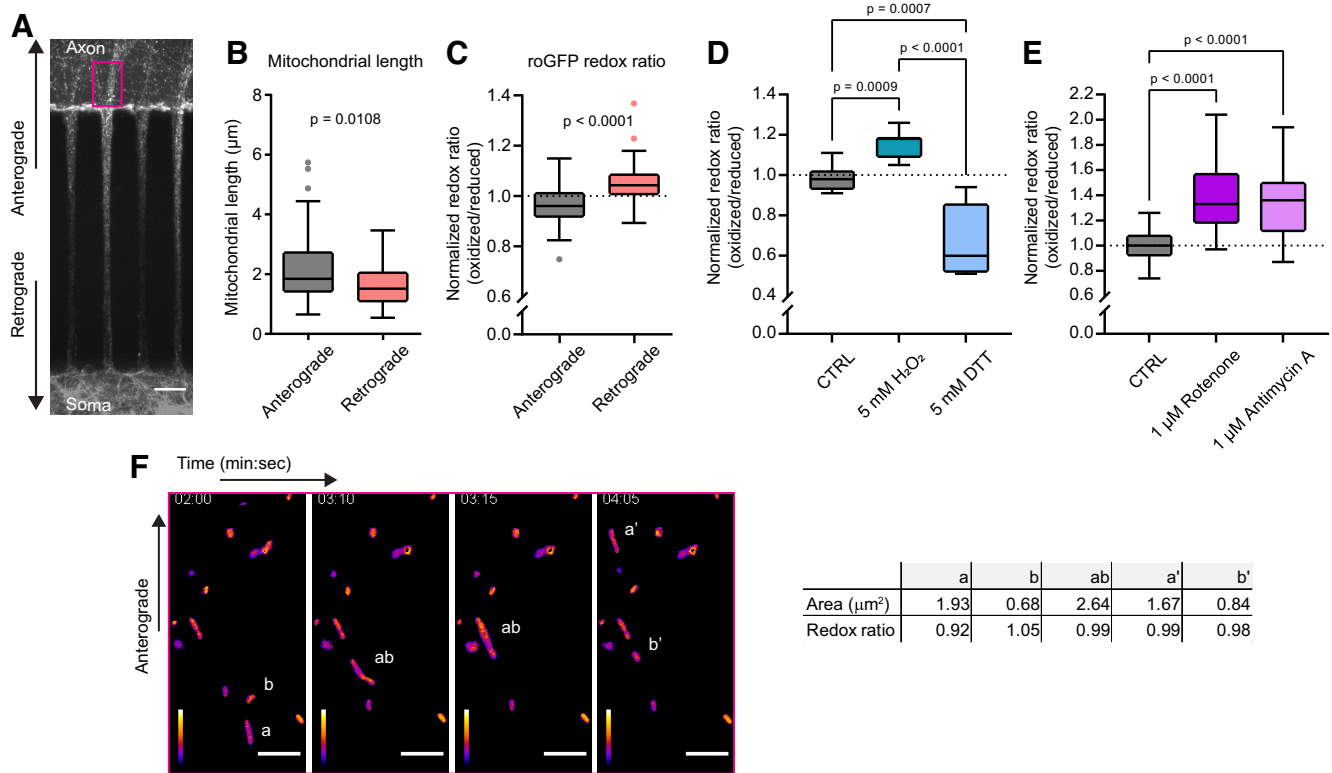 A
Axon
Anterograde
Retrograde
Soma
B
Mitochondrial length
p = 0.0108
Mitochondrial length (μm)
8
6
4
2
0
Anterograde
Retrograde
C
roGFP redox ratio
p < 0.0001
Normalized redox ratio
(oxidized/reduced)
1.4
1.2
1.0
0.8
0.6
0.0
Anterograde
Retrograde
D
p = 0.0007
p < 0.0001
p = 0.0009
Normalized redox ratio
(oxidized/reduced)
1.4
1.2
1.0
0.8
0.6
0.4
0.0
CTRL
5 mM H₂O₂
5 mM DTT
E
p < 0.0001
p < 0.0001
Normalized redox ratio
(oxidized/reduced)
2.2
2.0
1.8
1.6
1.4
1.2
1.0
0.8
0.6
0.0
CTRL
1 μM Rotenone
1 μM Antimycin A
F
Time (min:sec)
Anterograde
02:00
b
a
03:10
ab
03:15
ab
04:05
a'
b'
a b ab a' b'
Area (μm²) 1.93 0.68 2.64 1.67 0.84
Redox ratio 0.92 1.05 0.99 0.99 0.98